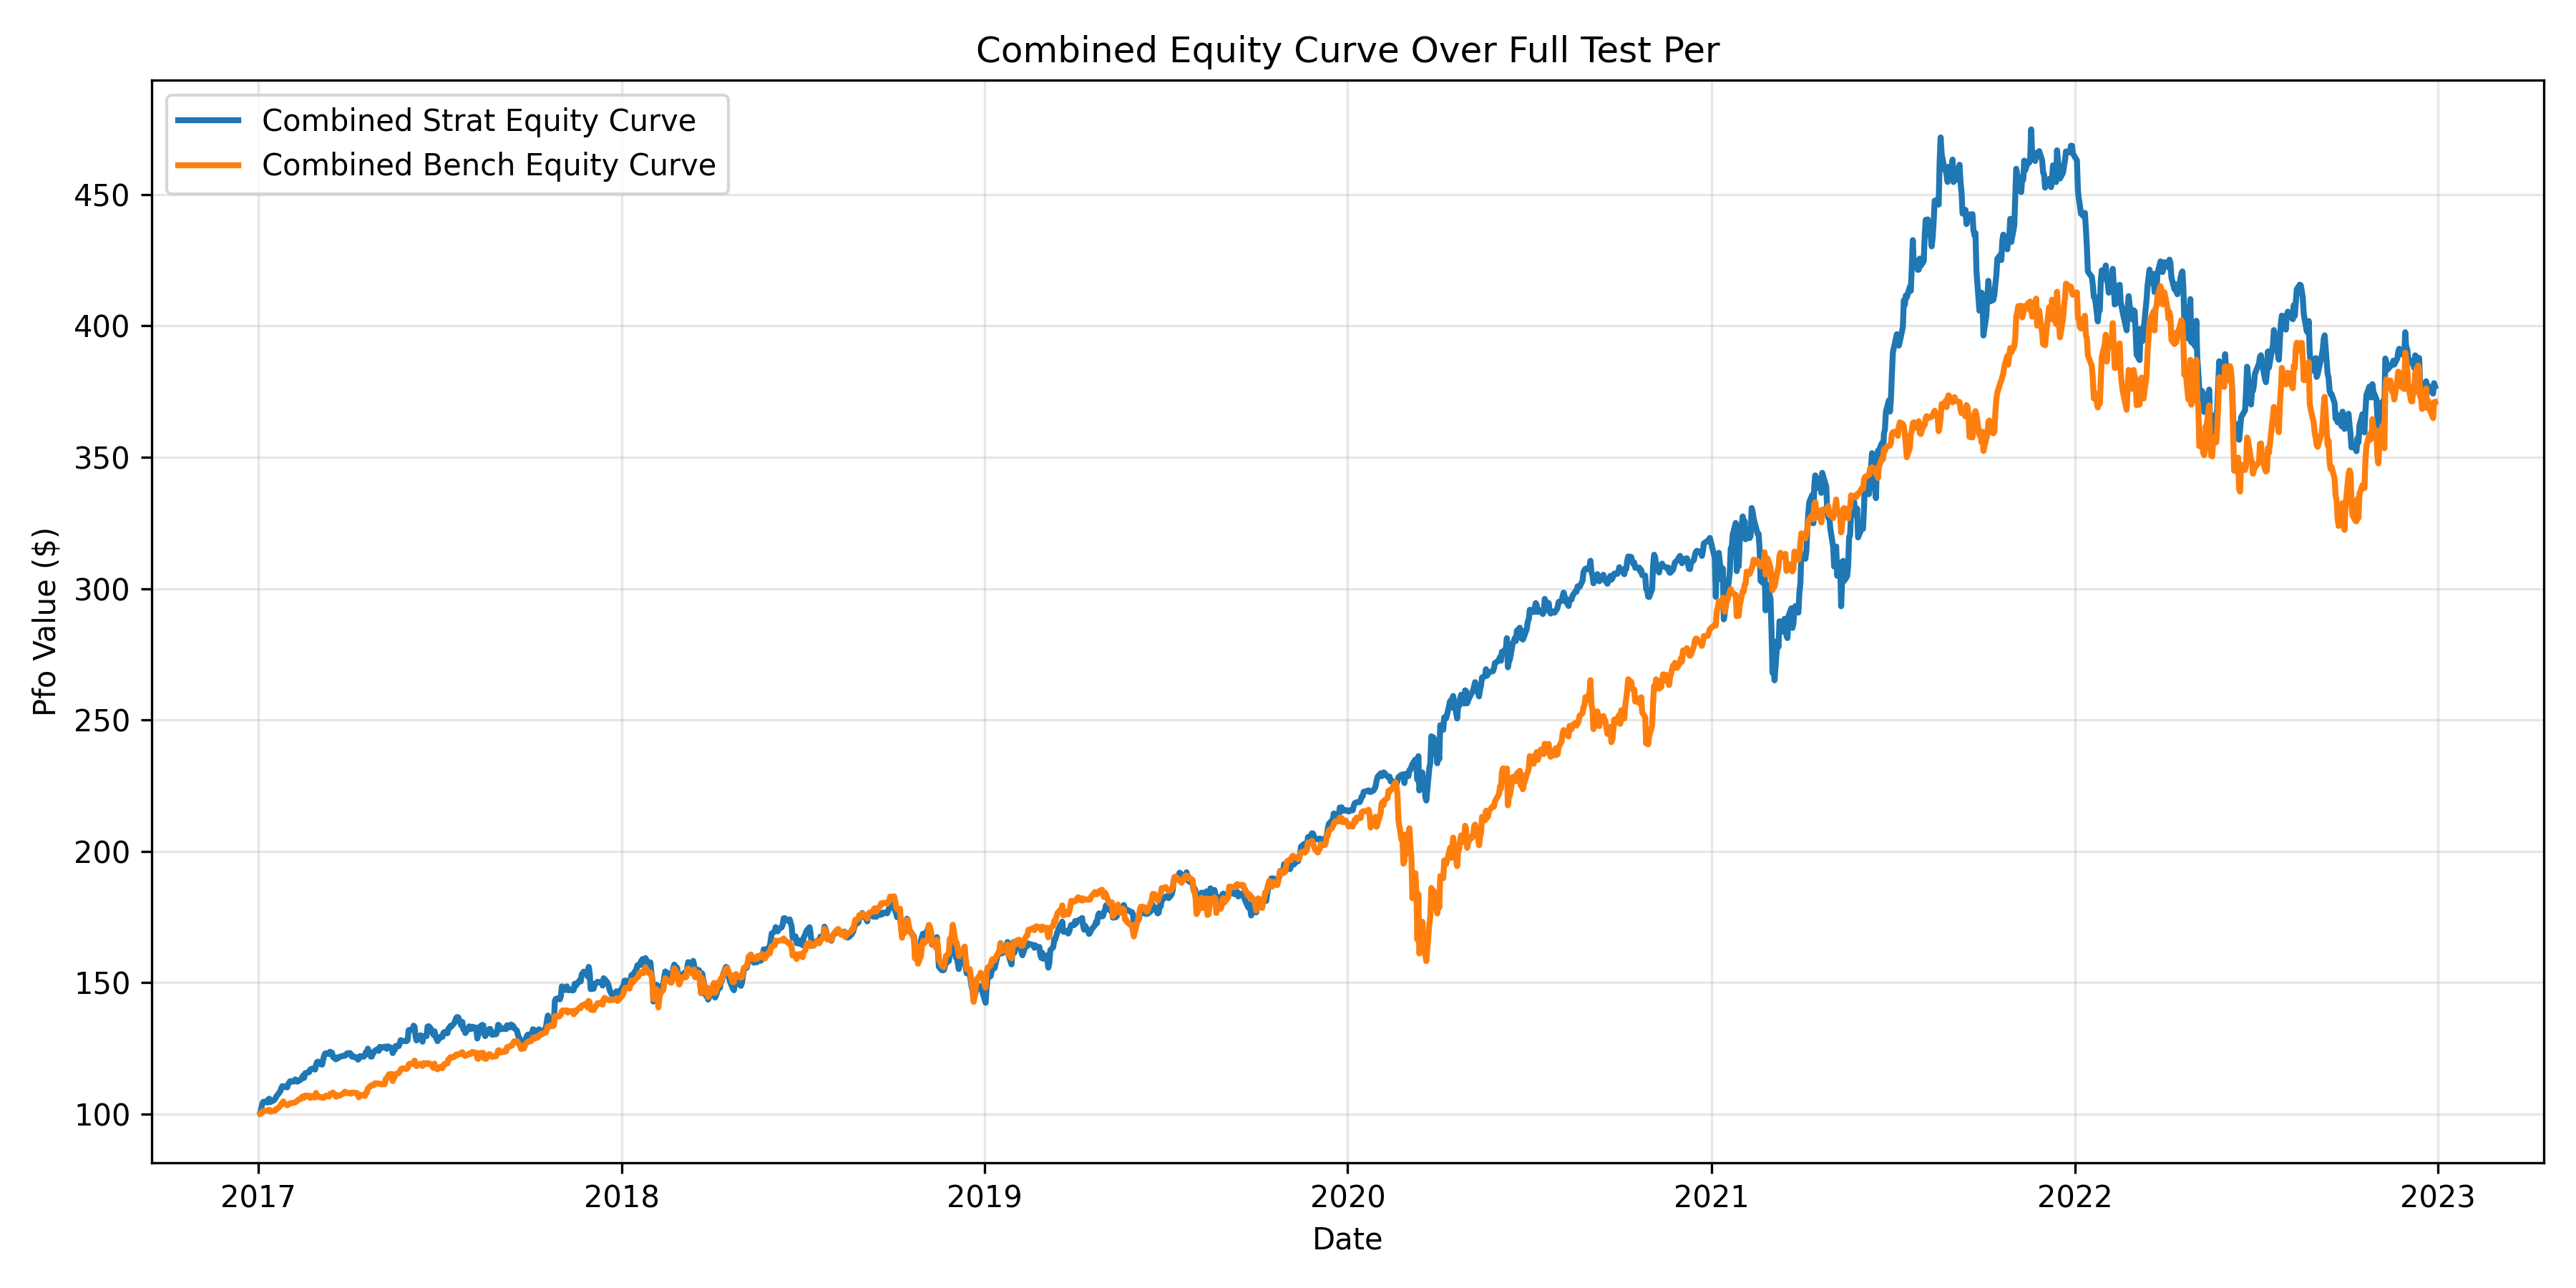 Combined Equity Curve Over Full Test Per
Combined Strat Equity Curve
Combined Bench Equity Curve
Pfo Value ($)
450
400
350
300
250
200
150
100
2017 2018 2019 2020 2021 2022 2023
Date